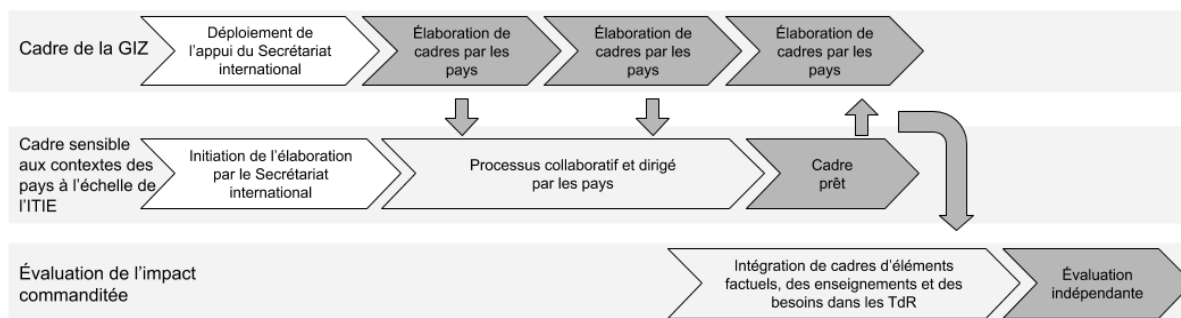 Cadre de la GIZ
Déploiement de
l'appui du Secrétariat
international
Élaboration de
cadres par les
pays
Élaboration de
cadres par les
pays
Élaboration de
cadres par les
pays
Cadre sensible
aux contextes des
pays à l'échelle de
l'ITIE
Initiation de l'élaboration
par le Secrétariat
international
Processus collaboratif et dirigé
par les pays
Cadre
prêt
Évaluation de l'impact
commanditée
Intégration de cadres d'éléments
factuels, des enseignements et des
besoins dans les TdR
Évaluation
indépendante